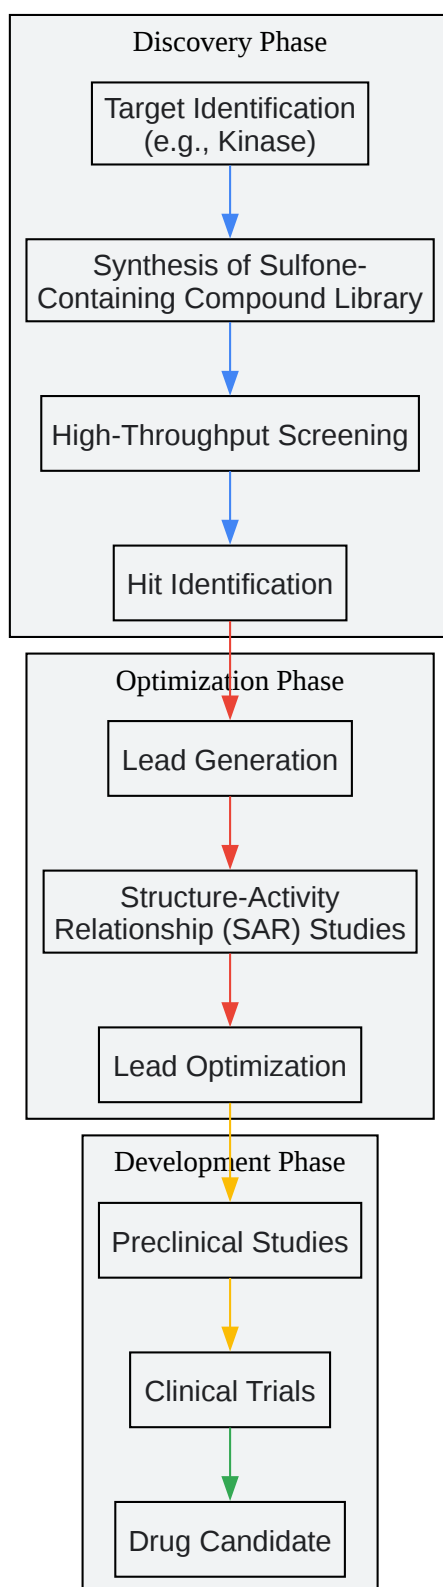 Discovery Phase
Target Identification
(e.g., Kinase)
Synthesis of Sulfone-
Containing Compound Library
High-Throughput Screening
Hit Identification
Optimization Phase
Lead Generation
Structure-Activity
Relationship (SAR) Studies
Lead Optimization
Development Phase
Preclinical Studies
Clinical Trials
Drug Candidate